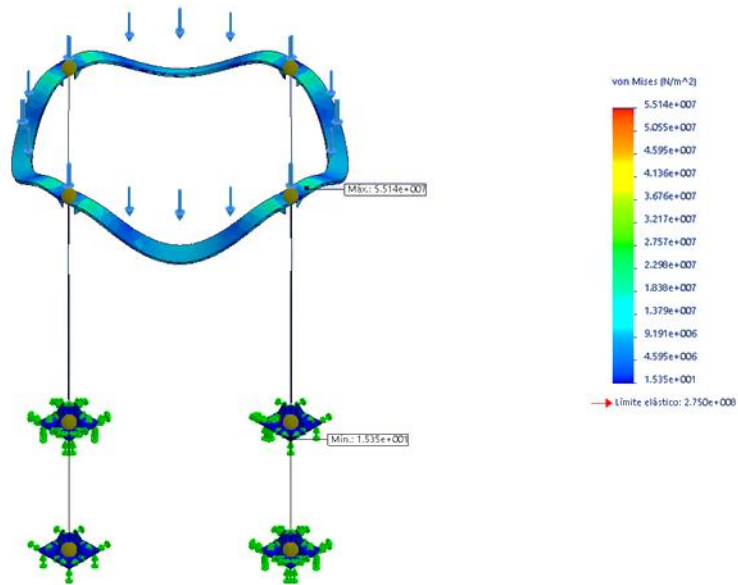 von Mises (N/m^2)
5.514e+007
5.055e+007
4.595e+007
4.136e+007
3.676e+007
3.217e+007
2.757e+007
2.298e+007
1.838e+007
1.379e+007
9.191e+006
4.595e+006
1.535e+001
Límite elástico: 2.750e+008
Máx.: 5.514e+007
Mín.: 1.535e+001